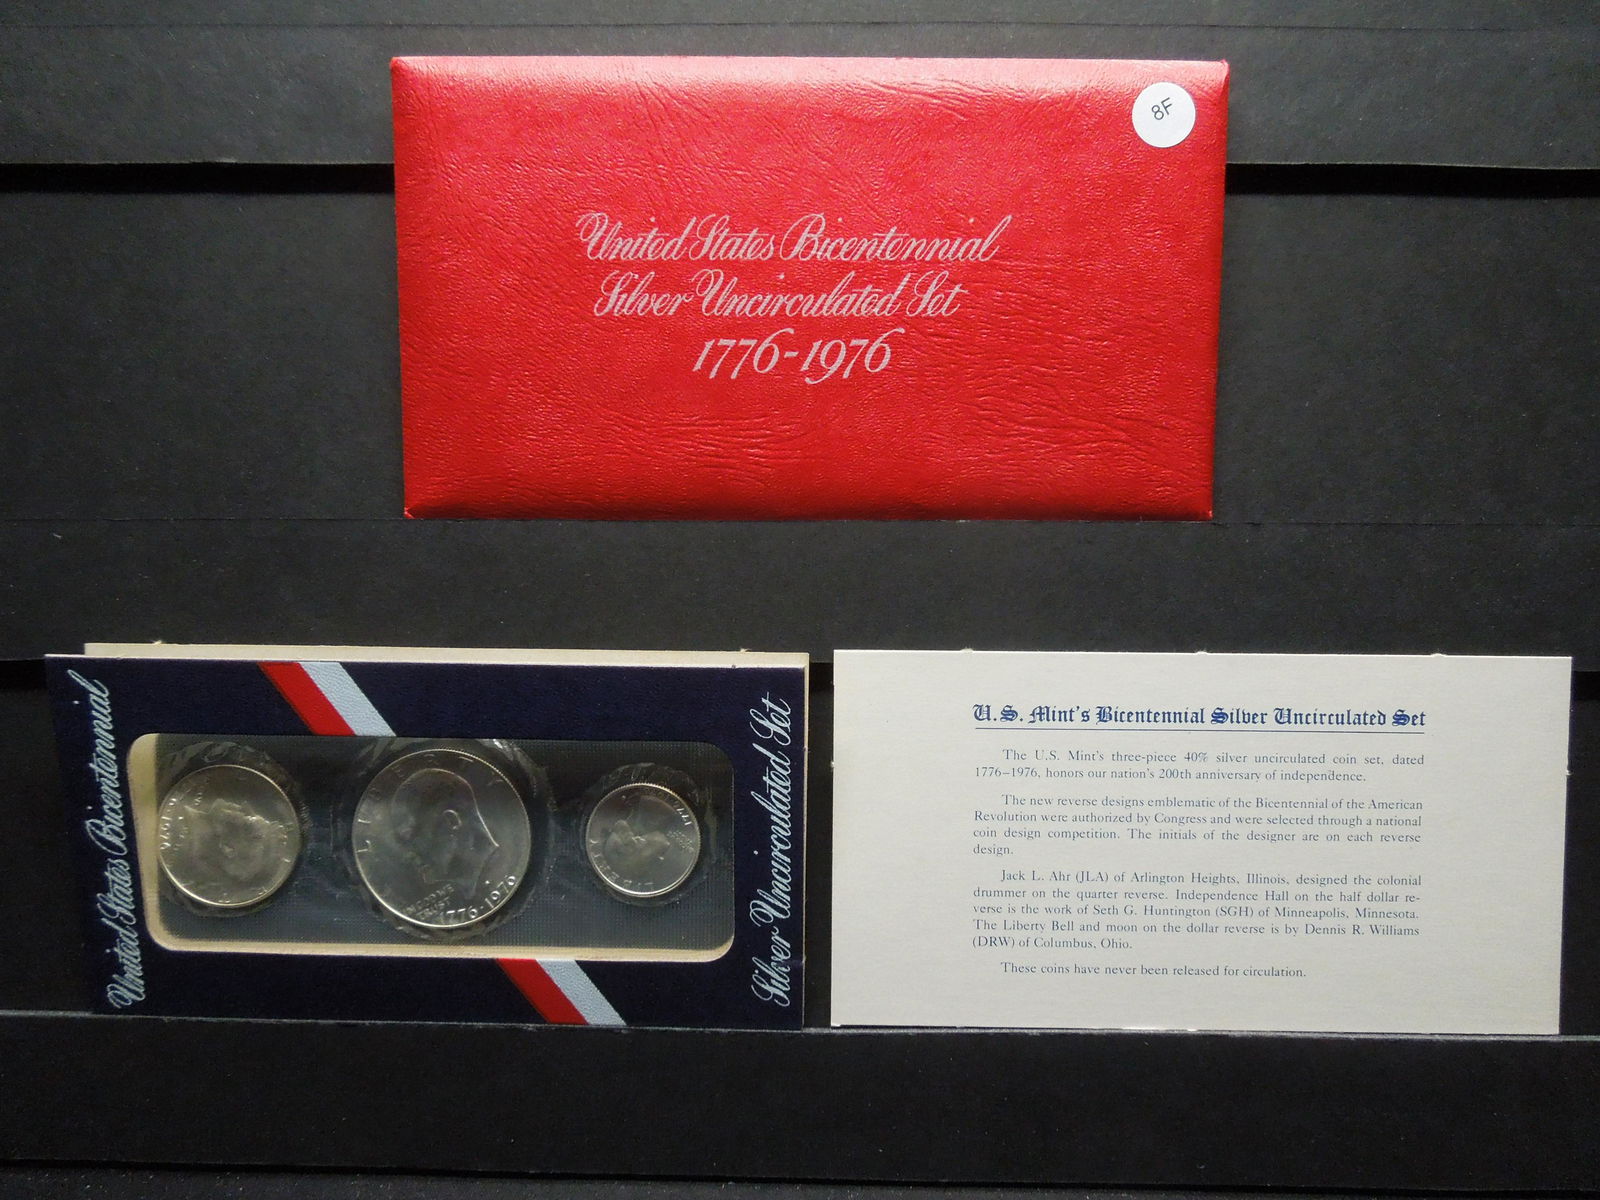 8F
United States Bicentennial
Silver Uncirculated Set
1776-1976
United States Bicentennial
LIBERTY
IN GOD WE
TRUST
1776-1976
LIBERTY
Silver Uncirculated Set
U.S. Mint's Bicentennial Silver Uncirculated Set
The U.S. Mint's three-piece 40% silver uncirculated coin set, dated
1776–1976, honors our nation's 200th anniversary of independence.
The new reverse designs emblematic of the Bicentennial of the American
Revolution were authorized by Congress and were selected through a national
coin design competition. The initials of the designer are on each reverse
design.
Jack L. Ahr (JLA) of Arlington Heights, Illinois, designed the colonial
drummer on the quarter reverse. Independence Hall on the half dollar re-
verse is the work of Seth G. Huntington (SGH) of Minneapolis, Minnesota.
The Liberty Bell and moon on the dollar reverse is by Dennis R. Williams
(DRW) of Columbus, Ohio.
These coins have never been released for circulation.